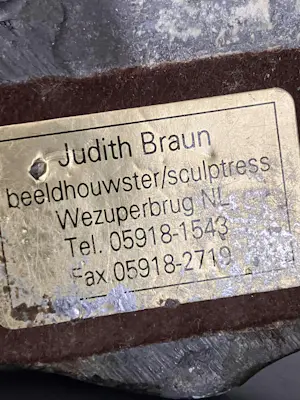 Judith Braun
beeldhouwster/sculptress
Wezuperbrug NL
Tel. 05918-1543
Fax.05918-2719